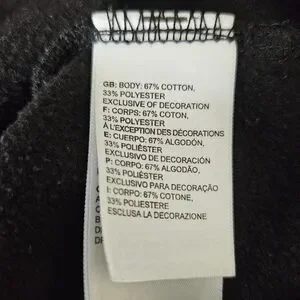 GB: BODY: 67% COTTON,
33% POLYESTER
EXCLUSIVE OF DECORATION
F: CORPS: 67% COTON,
33% POLYESTER
À L'EXCEPTION DES DÉCORATIONS
E: CUERPO: 67% ALGODÓN,
33% POLIÉSTER
EXCLUSIVO DE DECORACIÓN
P: CORPO: 67% ALGODÃO,
33% POLIÉSTER
EXCLUSIVO PARA DECORAÇÃO
I: CORPO: 67% COTONE,
33% POLIESTERE
ESCLUSA LA DECORAZIONE